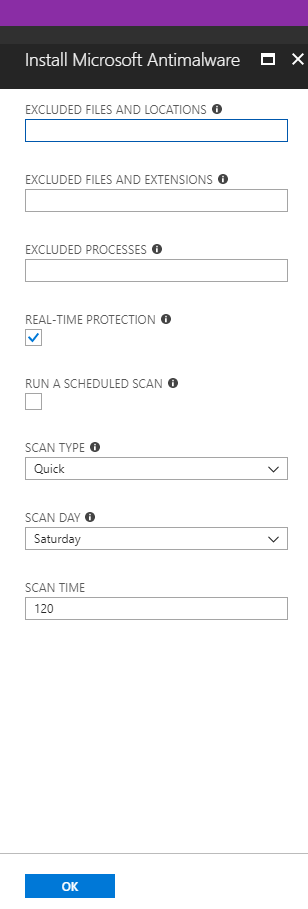 Install Microsoft Antimalware
EXCLUDED FILES AND LOCATIONS
EXCLUDED FILES AND EXTENSIONS
EXCLUDED PROCESSES
REAL-TIME PROTECTION
RUN A SCHEDULED SCAN
SCAN TYPE
Quick
SCAN DAY
Saturday
SCAN TIME
120
OK